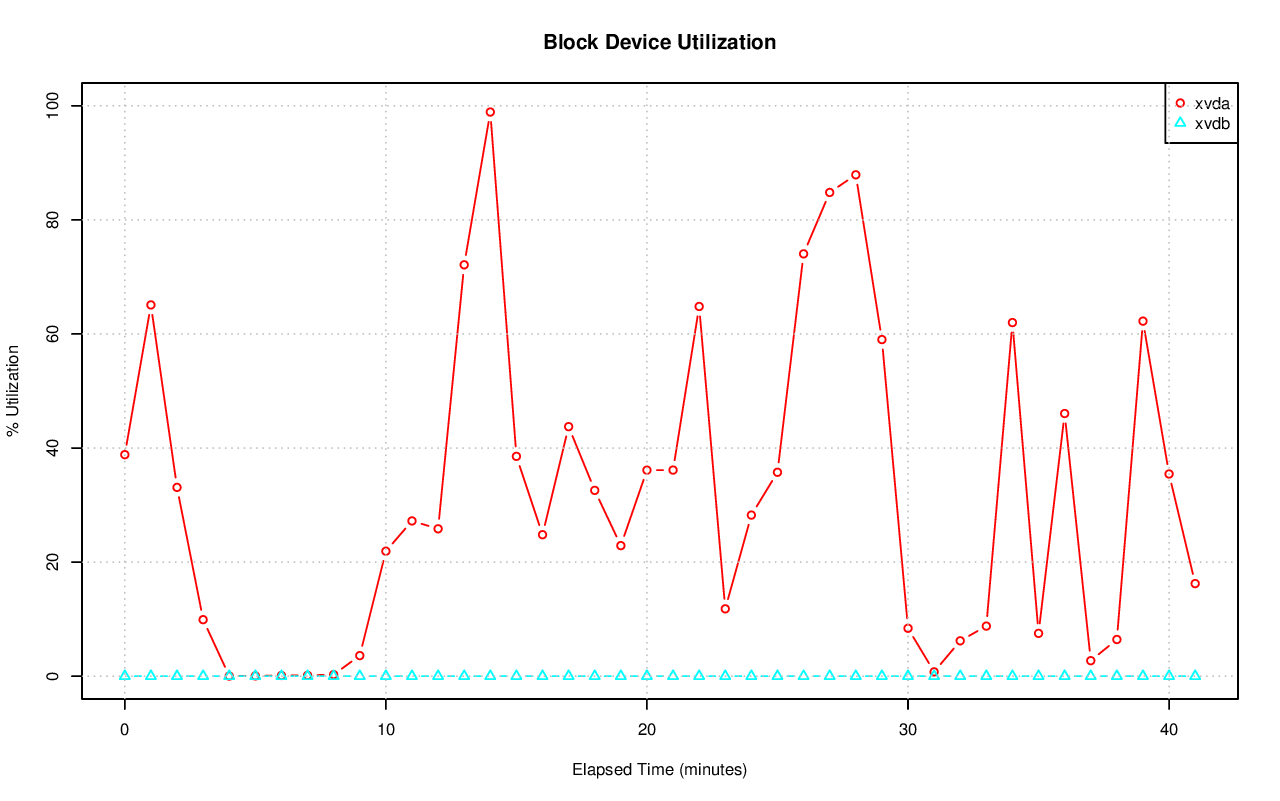 Block Device Utilization
% Utilization
100
80
60
40
20
0
xvda
xvdb
0 10 20 30 40
Elapsed Time (minutes)